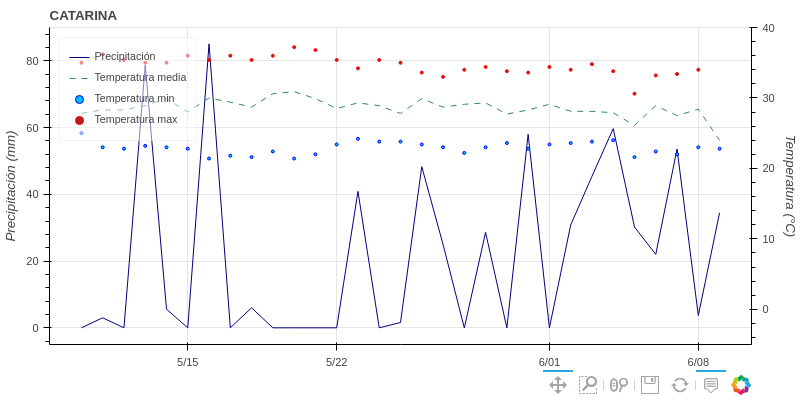 CATARINA
Precipitación
Temperatura media
Temperatura min
Temperatura max
Precipitación (mm)
80
60
40
20
0
40
30
20
10
0
Temperatura (°C)
5/15
5/22
6/01
6/08